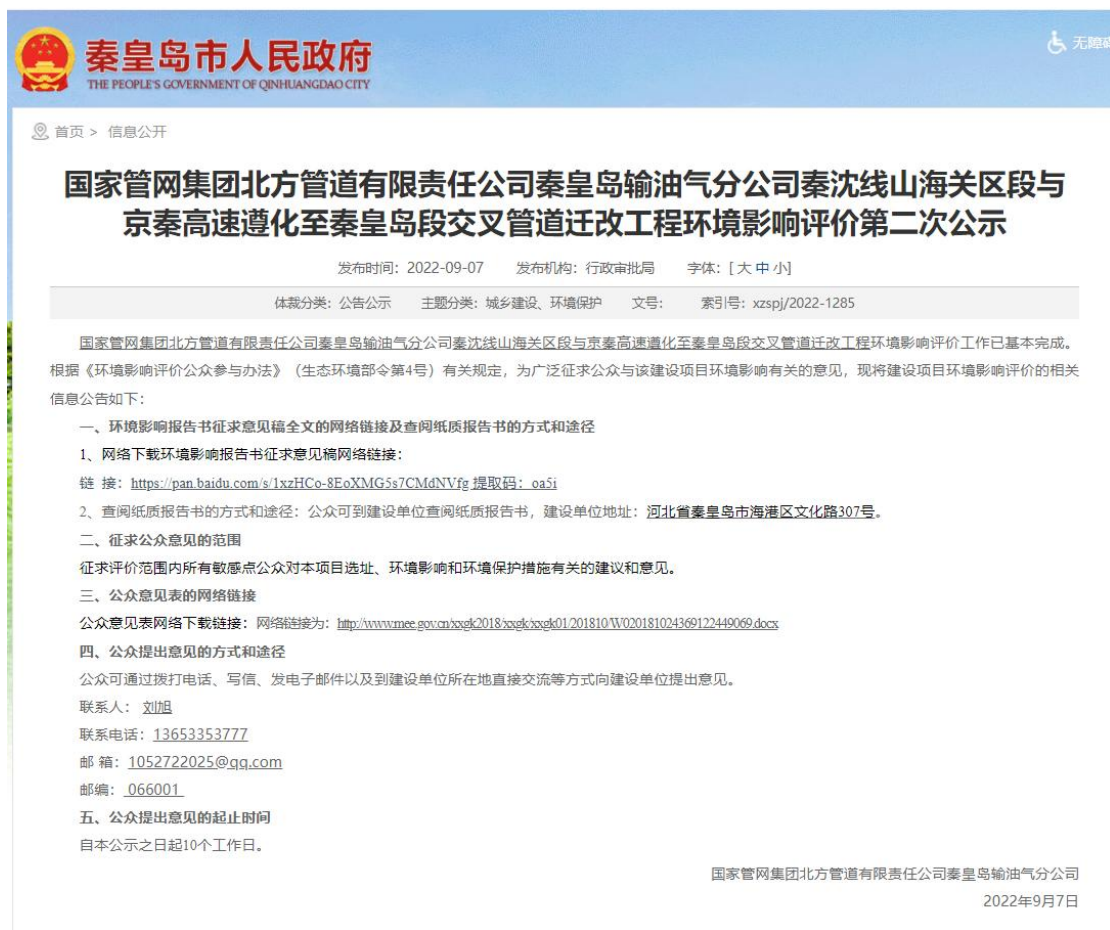 秦皇岛市人民政府
THE PEOPLE'S GOVERNMENT OF QINHUANGDAO CITY
无障
首页 > 信息公开
国家管网集团北方管道有限责任公司秦皇岛输油气分公司秦沈线山海关区段与
京秦高速遵化至秦皇岛段交叉管道迁改工程环境影响评价第二次公示
发布时间：2022-09-07 发布机构：行政审批局 字体：[ 大 中 小]
体裁分类：公告公示 主题分类：城乡建设、环境保护 文号： 索引号：xzspj/2022-1285
国家管网集团北方管道有限责任公司秦皇岛输油气分公司秦沈线山海关区段与京秦高速遵化至秦皇岛段交叉管道迁改工程环境影响评价工作已基本完成。
根据《环境影响评价公众参与办法》（生态环境部令第4号）有关规定，为广泛征求公众与该建设项目环境影响有关的意见，现将建设项目环境影响评价的相关
信息公告如下：
一、环境影响报告书征求意见稿全文的网络链接及查阅纸质报告书的方式和途径
1、网络下载环境影响报告书征求意见稿网络链接：
链 接：https://pan.baidu.com/s/1xzHCo-8EoXMG5s7CMdNVfg 提取码：oa5i
2、查阅纸质报告书的方式和途径：公众可到建设单位查阅纸质报告书，建设单位地址：河北省秦皇岛市海港区文化路307号。
二、征求公众意见的范围
征求评价范围内所有敏感点公众对本项目选址、环境影响和环境保护措施有关的建议和意见。
三、公众意见表的网络链接
公众意见表网络下载链接：网络链接为：http://www.mee.gov.cn/xxgk2018/xxgk/xxgk01/201810/W020181024369122449069.docx
四、公众提出意见的方式和途径
公众可通过拨打电话、写信、发电子邮件以及到建设单位所在地直接交流等方式向建设单位提出意见。
联系人： 刘旭
联系电话：13653353777
邮 箱：1052722025@qq.com
邮编： 066001
五、公众提出意见的起止时间
自本公示之日起10个工作日。
国家管网集团北方管道有限责任公司秦皇岛输油气分公司
2022年9月7日